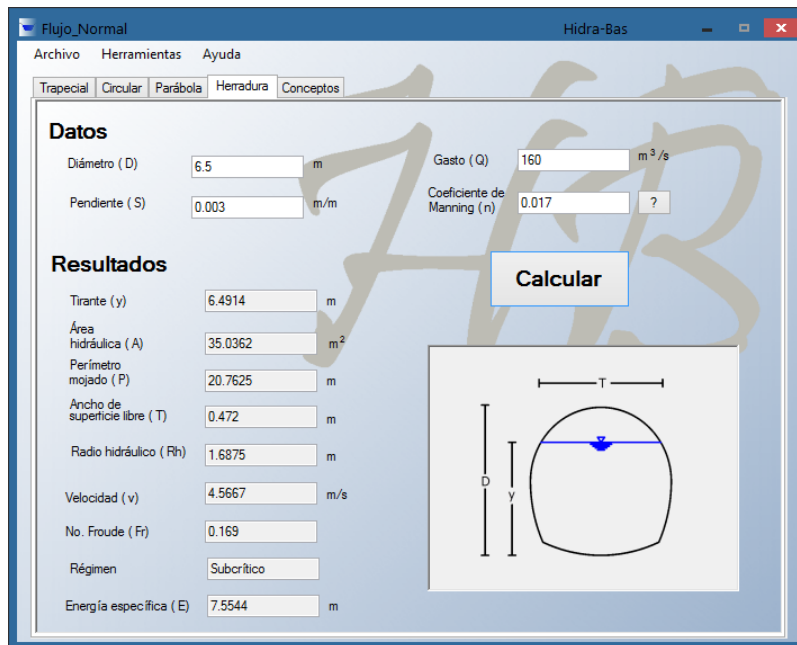 Flujo_Normal Hidra-Bas
Archivo Herramientas Ayuda
Trapecial Circular Parábola Herradura Conceptos
Datos
Diámetro ( D ) 6.5 m Gasto ( Q ) 160 m³/s
Pendiente ( S ) 0.003 m/m Coeficiente de
Manning ( n ) 0.017 ?
Resultados
Calcular
Tirante ( y ) 6.4914 m
Área
hidráulica ( A ) 35.0362 m²
Perímetro
mojado ( P ) 20.7625 m
Ancho de
superficie libre ( T ) 0.472 m
Radio hidráulico ( Rh ) 1.6875 m
Velocidad ( v ) 4.5667 m/s
No. Froude ( Fr ) 0.169
Régimen Subcrítico
Energía específica ( E ) 7.5544 m
T
D
y
HB